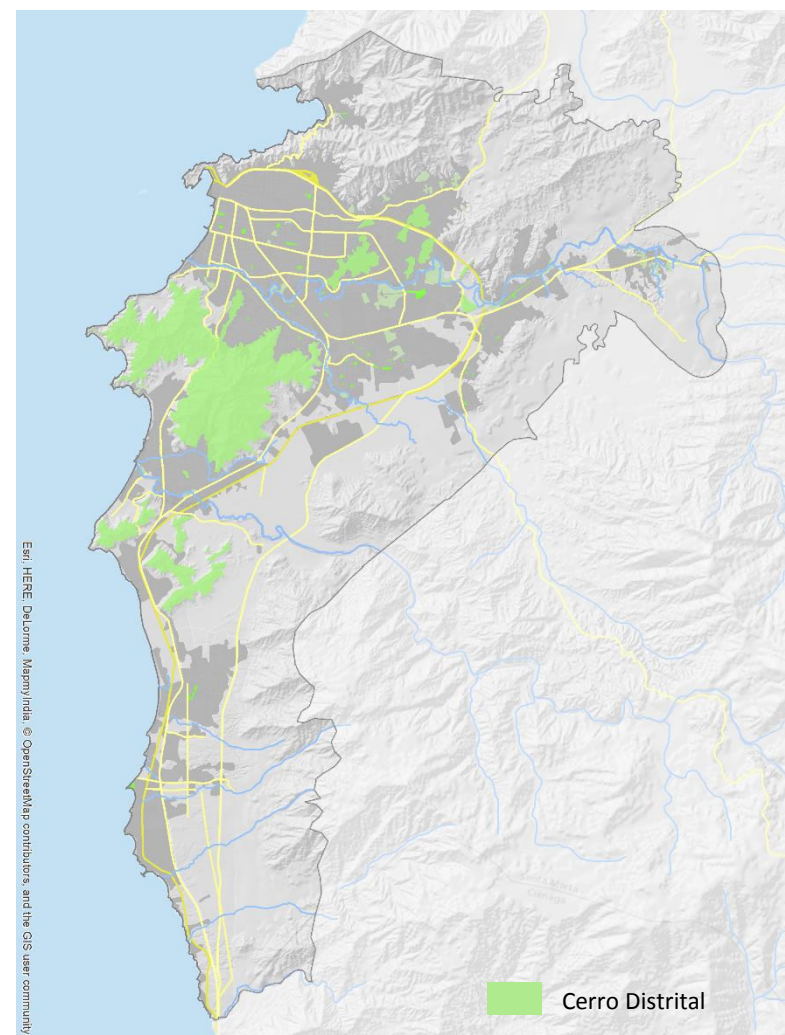 Esri, HERE, DeLorme, MapmyIndia, © OpenStreetMap contributors, and the GIS user community
Cerro Distrital